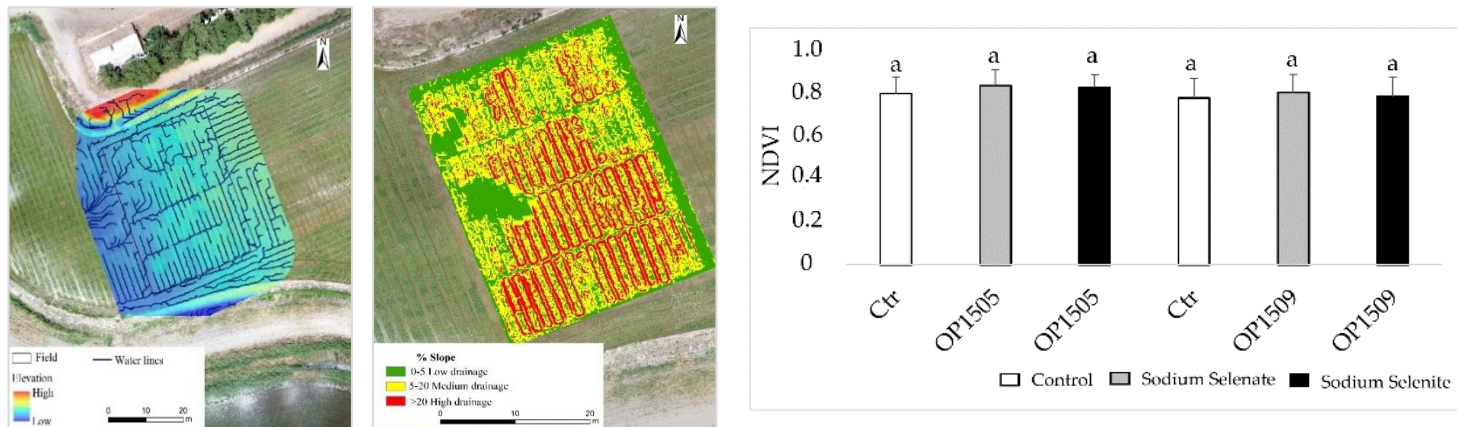 N
Field
Water lines
Elevation
High
Low
0
10
20
m
N
% Slope
0-5 Low drainage
5-20 Medium drainage
>20 High drainage
0
10
20
m
NDVI
1.0
0.8
0.6
0.4
0.2
0
a
a
a
a
a
a
Ctr
OP1505
OP1505
Ctr
OP1509
OP1509
Control
Sodium Selenate
Sodium Selenite